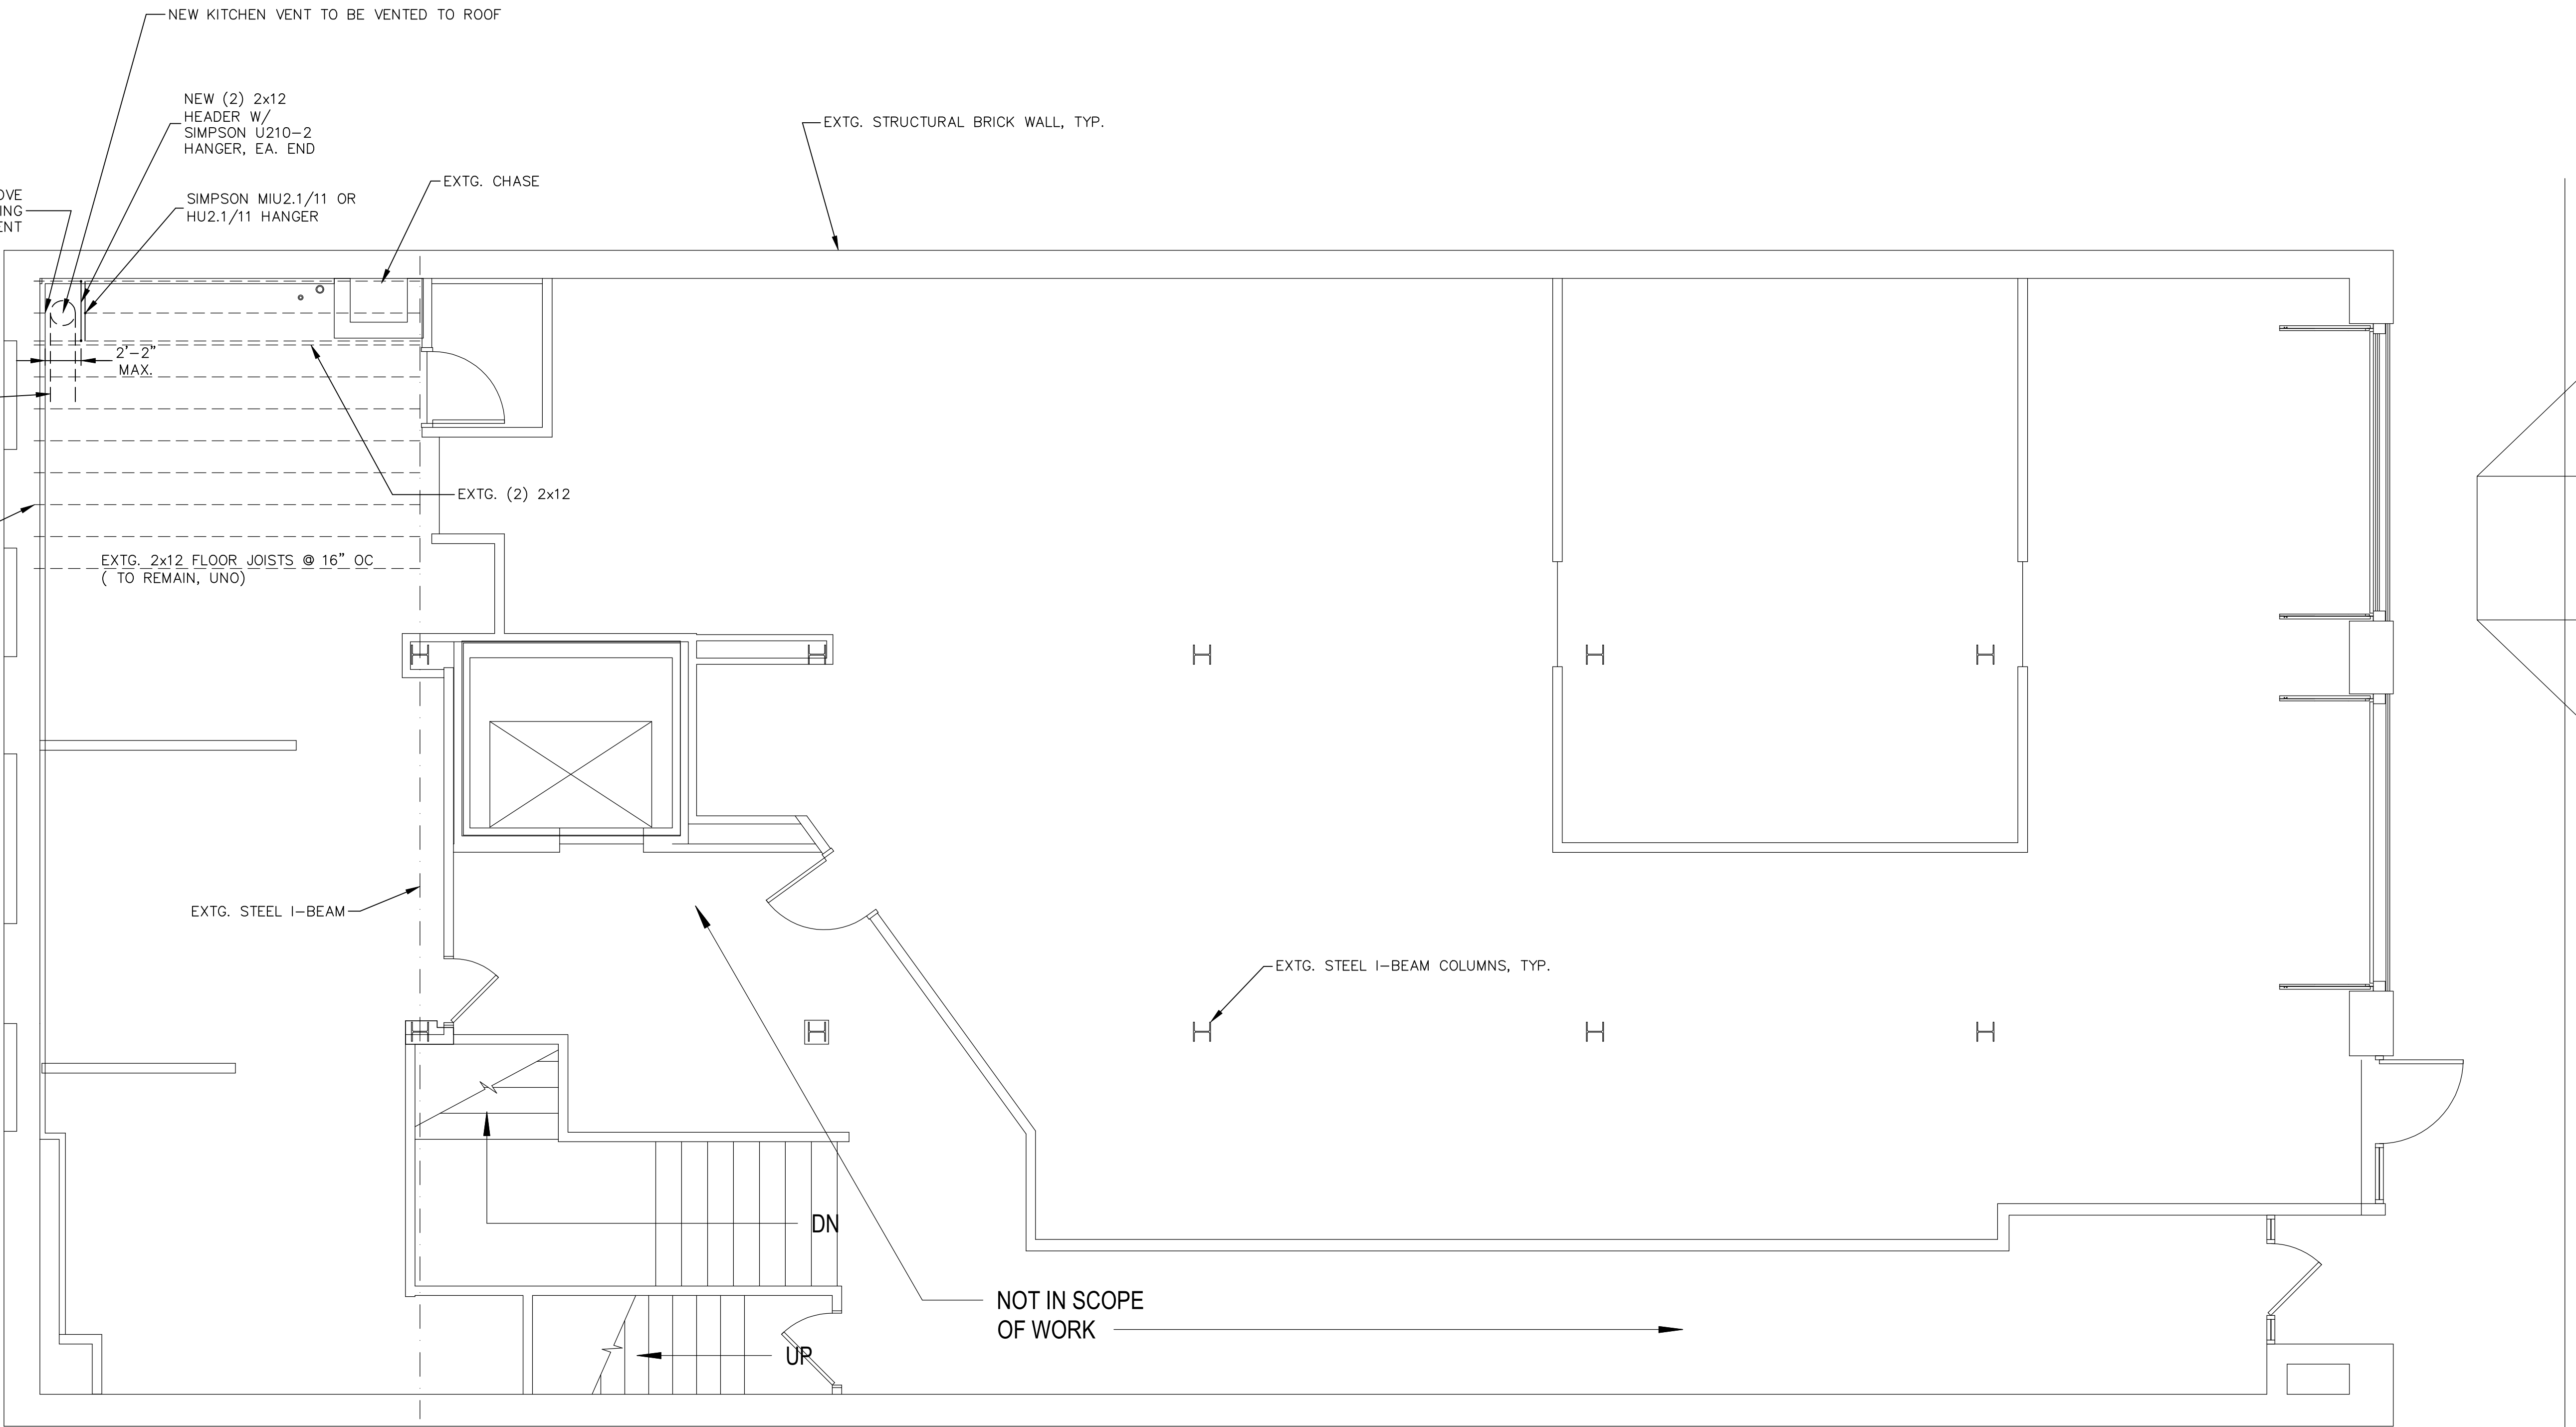 NEW KITCHEN VENT TO BE VENTED TO ROOF
NEW (2) 2x12
HEADER W/
SIMPSON U210-2
HANGER, EA. END
EXTG. STRUCTURAL BRICK WALL, TYP.
EXTG. CHASE
SIMPSON MIU2.1/11 OR
HU2.1/11 HANGER
2'-2"
MAX.
EXTG. (2) 2x12
EXTG. 2x12 FLOOR JOISTS @ 16" OC
( TO REMAIN, UNO)
EXTG. STEEL I-BEAM
EXTG. STEEL I-BEAM COLUMNS, TYP.
DN
NOT IN SCOPE
OF WORK
UP